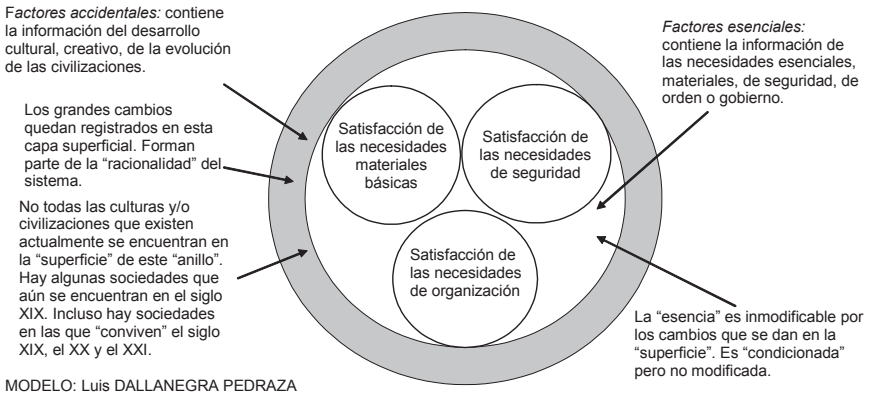 Factores accidentales: contiene
la información del desarrollo
cultural, creativo, de la evolución
de las civilizaciones.
Los grandes cambios
quedan registrados en esta
capa superficial. Forman
parte de la “racionalidad” del
sistema.
No todas las culturas y/o
civilizaciones que existen
actualmente se encuentran en
la “superficie” de este “anillo”.
Hay algunas sociedades que
aún se encuentran en el siglo
XIX. Incluso hay sociedades
en las que “conviven” el siglo
XIX, el XX y el XXI.
MODELO: Luis DALLANEGRA PEDRAZA
Satisfacción de
las necesidades
materiales
básicas
Satisfacción de
las necesidades
de seguridad
Satisfacción de
las necesidades
de organización
Factores esenciales:
contiene la información de
las necesidades esenciales,
materiales, de seguridad, de
orden o gobierno.
La “esencia” es inmodificable por
los cambios que se dan en la
“superficie”. Es “condicionada”
pero no modificada.